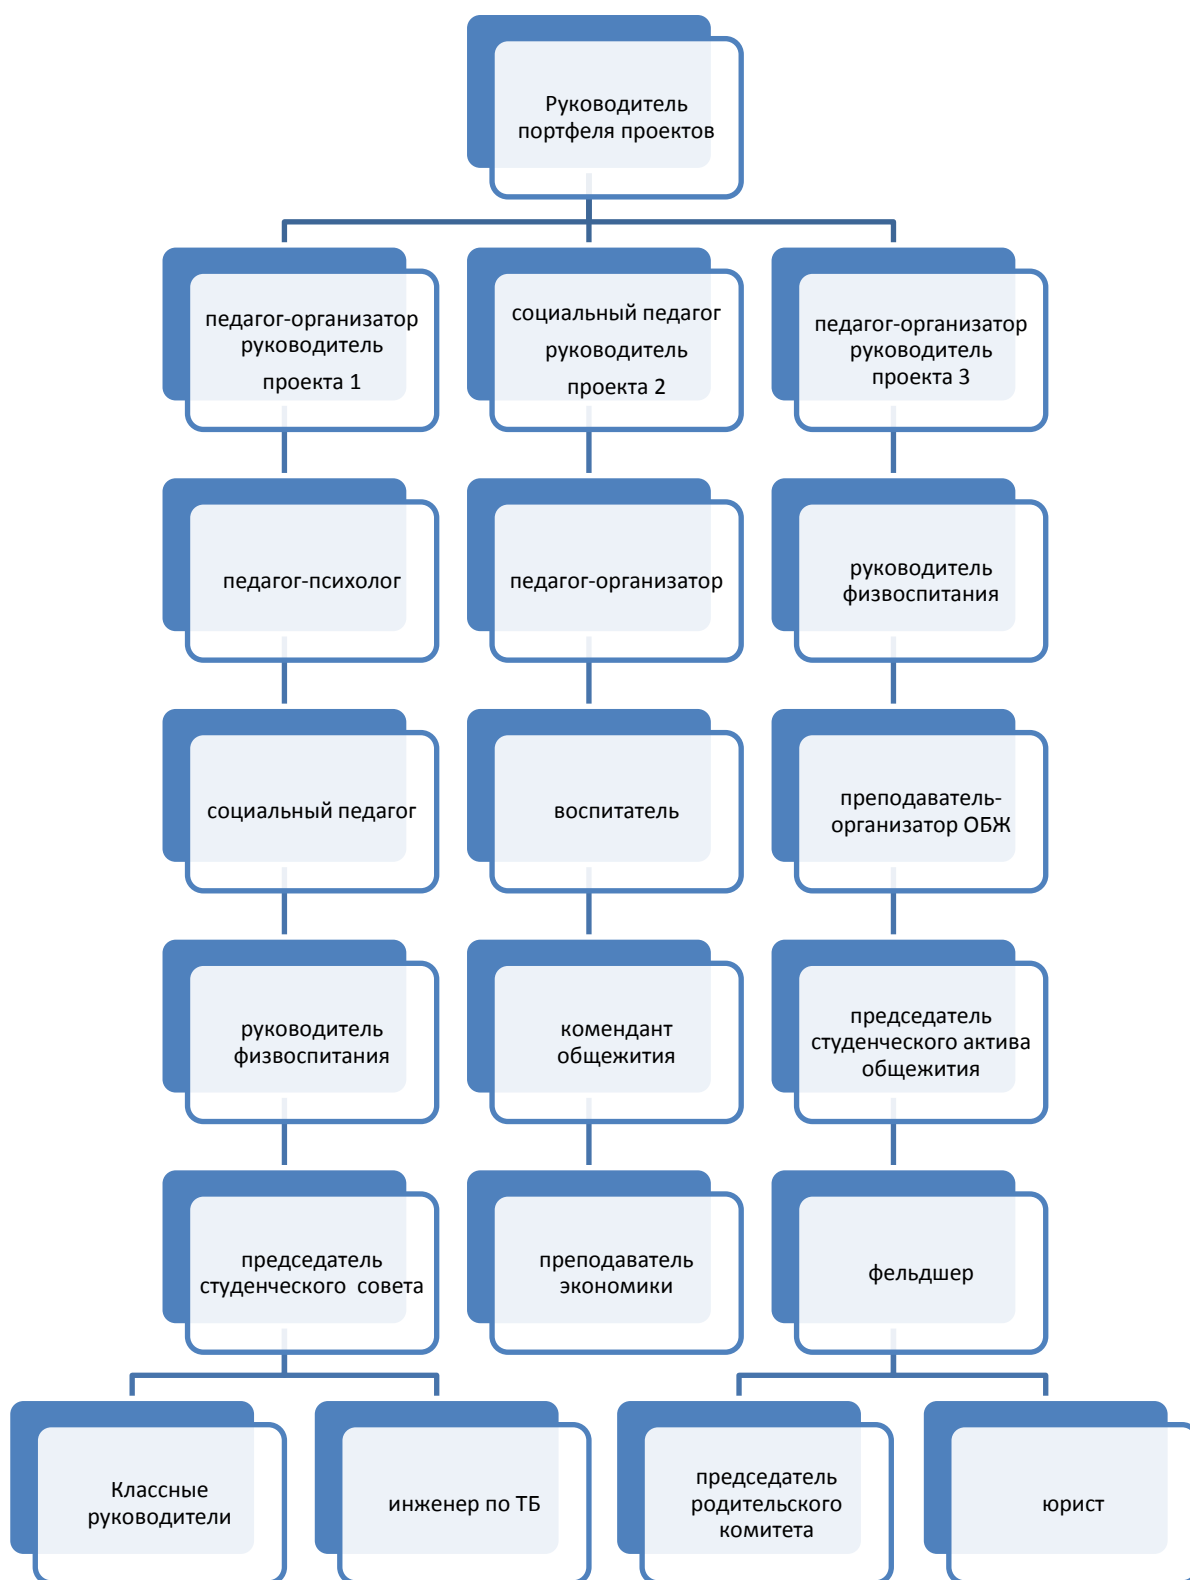 Руководитель
портфеля проектов
педагог-организатор
руководитель
проекта 1
социальный педагог
руководитель
проекта 2
педагог-организатор
руководитель
проекта 3
педагог-психолог
педагог-организатор
руководитель
физвоспитания
социальный педагог
воспитатель
преподаватель-
организатор ОБЖ
руководитель
физвоспитания
комендант
общежития
председатель
студенческого актива
общежития
председатель
студенческого совета
преподаватель
экономики
фельдшер
Классные
руководители
инженер по ТБ
председатель
родительского
комитета
юрист